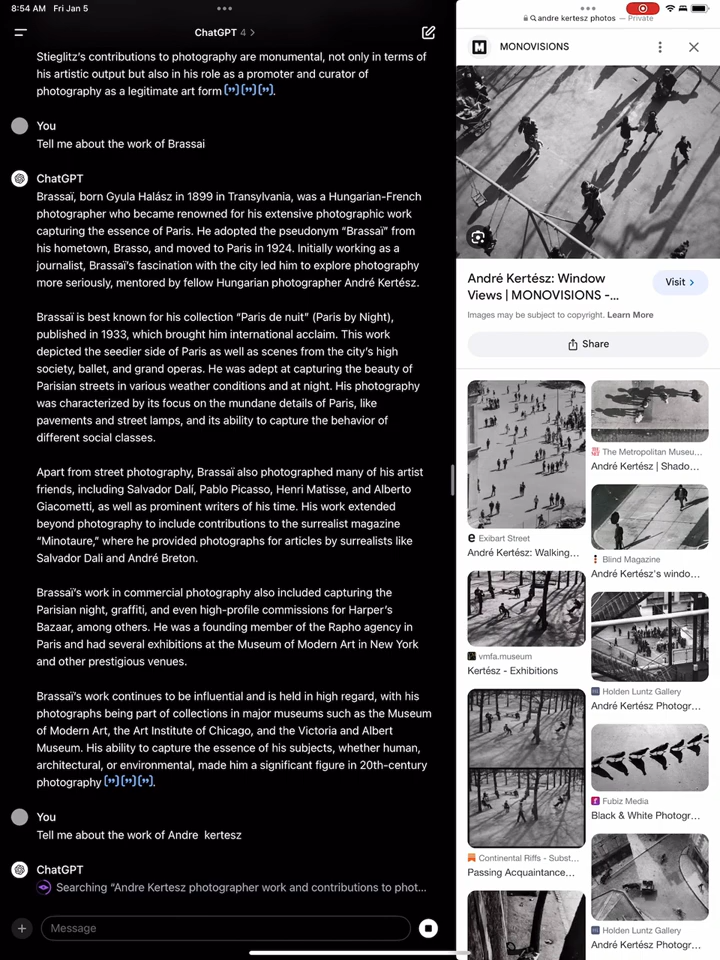 8:54 AM Fri Jan 5
ChatGPT 4 >
Stieglitz's contributions to photography are monumental, not only in terms of
his artistic output but also in his role as a promoter and curator of
photography as a legitimate art form ["]["]["].
You
Tell me about the work of Brassai
ChatGPT
Brassaï, born Gyula Halász in 1899 in Transylvania, was a Hungarian-French
photographer who became renowned for his extensive photographic work
capturing the essence of Paris. He adopted the pseudonym "Brassaï" from
his hometown, Brasso, and moved to Paris in 1924. Initially working as a
journalist, Brassaï's fascination with the city led him to explore photography
more seriously, mentored by fellow Hungarian photographer André Kertész.
Brassaï is best known for his collection "Paris de nuit" (Paris by Night),
published in 1933, which brought him international acclaim. This work
depicted the seedier side of Paris as well as scenes from the city's high
society, ballet, and grand operas. He was adept at capturing the beauty of
Parisian streets in various weather conditions and at night. His photography
was characterized by its focus on the mundane details of Paris, like
pavements and street lamps, and its ability to capture the behavior of
different social classes.
Apart from street photography, Brassaï also photographed many of his artist
friends, including Salvador Dalí, Pablo Picasso, Henri Matisse, and Alberto
Giacometti, as well as prominent writers of his time. His work extended
beyond photography to include contributions to the surrealist magazine
"Minotaure," where he provided photographs for articles by surrealists like
Salvador Dali and André Breton.
Brassaï's work in commercial photography also included capturing the
Parisian night, graffiti, and even high-profile commissions for Harper's
Bazaar, among others. He was a founding member of the Rapho agency in
Paris and had several exhibitions at the Museum of Modern Art in New York
and other prestigious venues.
Brassaï's work continues to be influential and is held in high regard, with his
photographs being part of collections in major museums such as the Museum
of Modern Art, the Art Institute of Chicago, and the Victoria and Albert
Museum. His ability to capture the essence of his subjects, whether human,
architectural, or environmental, made him a significant figure in 20th-century
photography ["]["]["].
You
Tell me about the work of Andre  kertesz
ChatGPT
Searching "Andre Kertesz photographer work and contributions to phot...
Message
andre kertesz photos — Private
M MONOVISIONS
André Kertész: Window
Views | MONOVISIONS -...
Visit >
Images may be subject to copyright. Learn More
Share
Exibart Street
André Kertész: Walking...
vmfa.museum
Kertész - Exhibitions
Continental Riffs - Subst...
Passing Acquaintance...
The Metropolitan Museu...
André Kertész | Shado...
Blind Magazine
André Kertész's windo...
Holden Luntz Gallery
André Kertész Photogr...
Fubiz Media
Black & White Photogr...
Holden Luntz Gallery
André Kertész Photogr...